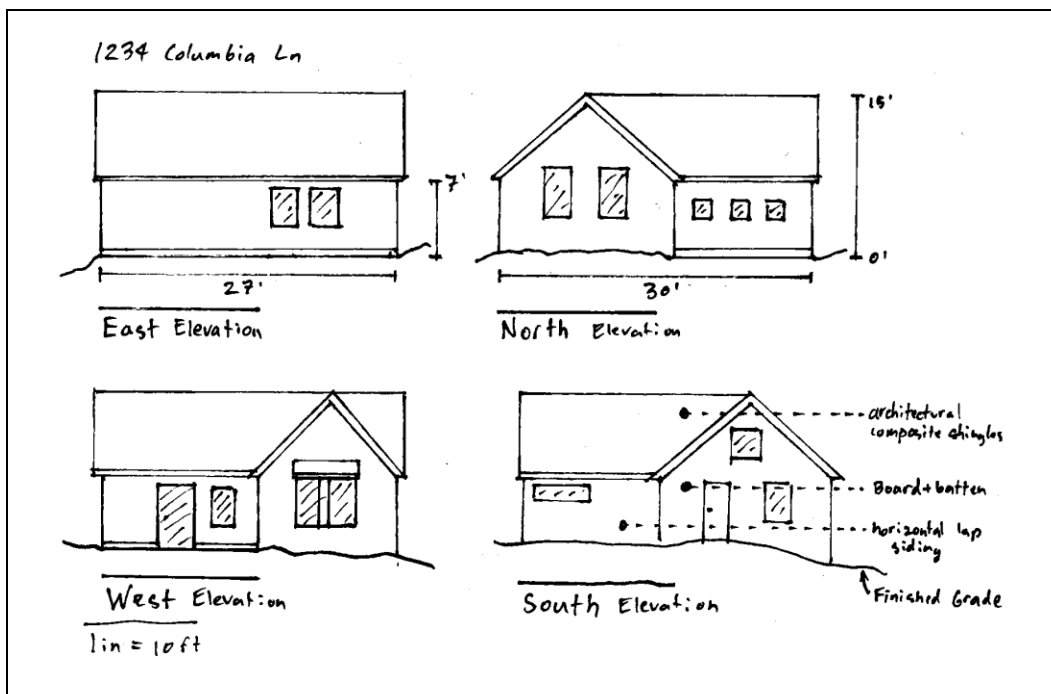 1234 Columbia Ln
15'
7'
0'
27'
30'
East Elevation
North Elevation
architectural
composite shingles
Board + batten
horizontal lap
siding
West Elevation
South Elevation
Finished Grade
1in = 10ft